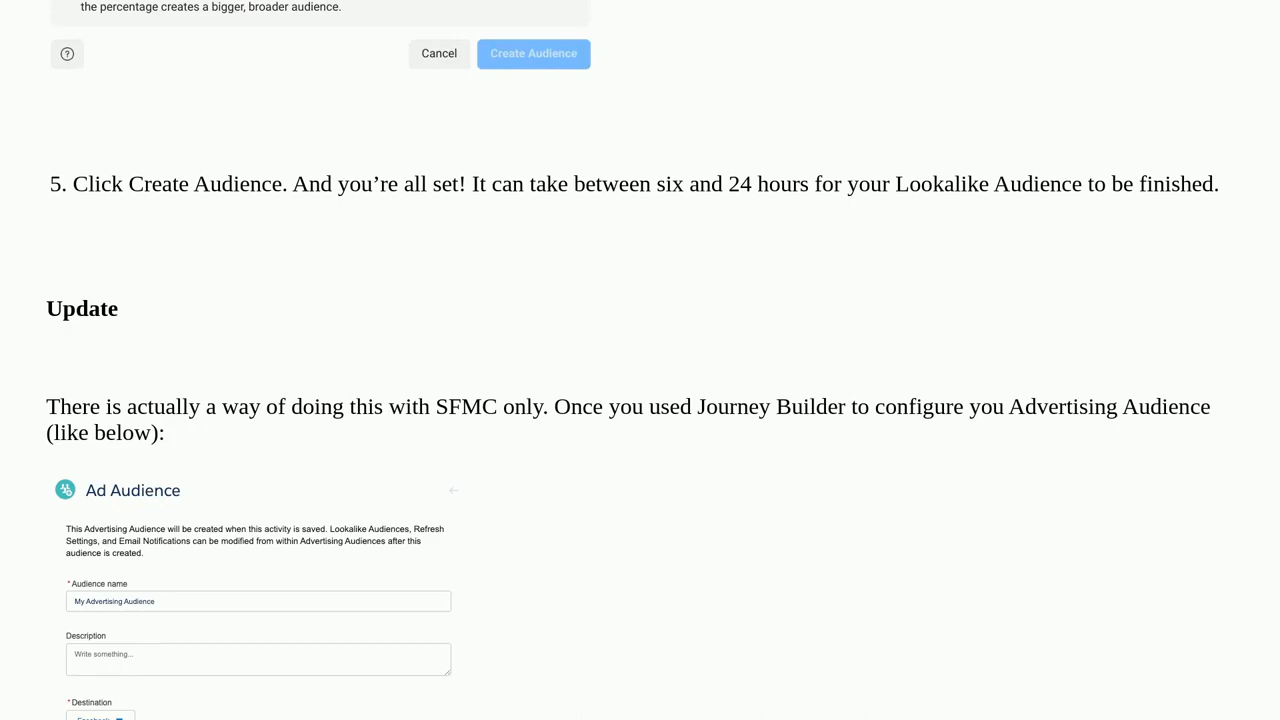 the percentage creates a bigger, broader audience.
Cancel
Create Audience
5. Click Create Audience. And you’re all set! It can take between six and 24 hours for your Lookalike Audience to be finished.
Update
There is actually a way of doing this with SFMC only. Once you used Journey Builder to configure you Advertising Audience
(like below):
Ad Audience
This Advertising Audience will be created when this activity is saved. Lookalike Audiences, Refresh
Settings, and Email Notifications can be modified from within Advertising Audiences after this
audience is created.
*Audience name
My Advertising Audience
Description
Write something...
*Destination
Facebook